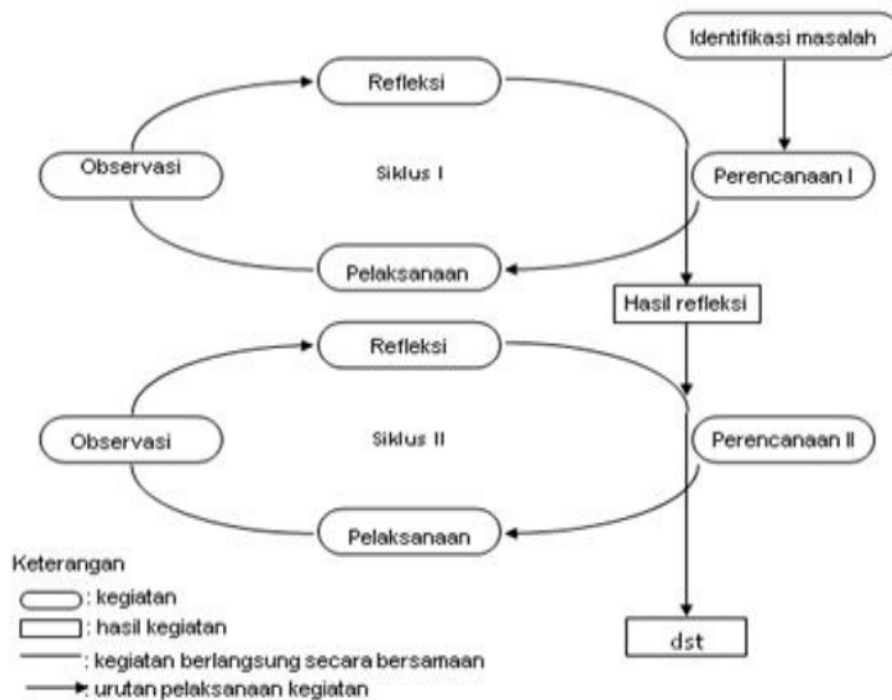 Identifikasi masalah
Refleksi
Observasi
Siklus I
Perencanaan I
Pelaksanaan
Hasil refleksi
Refleksi
Observasi
Siklus II
Perencanaan II
Pelaksanaan
Keterangan
: kegiatan
: hasil kegiatan
: kegiatan berlangsung secara bersamaan
: urutan pelaksanaan kegiatan
dst